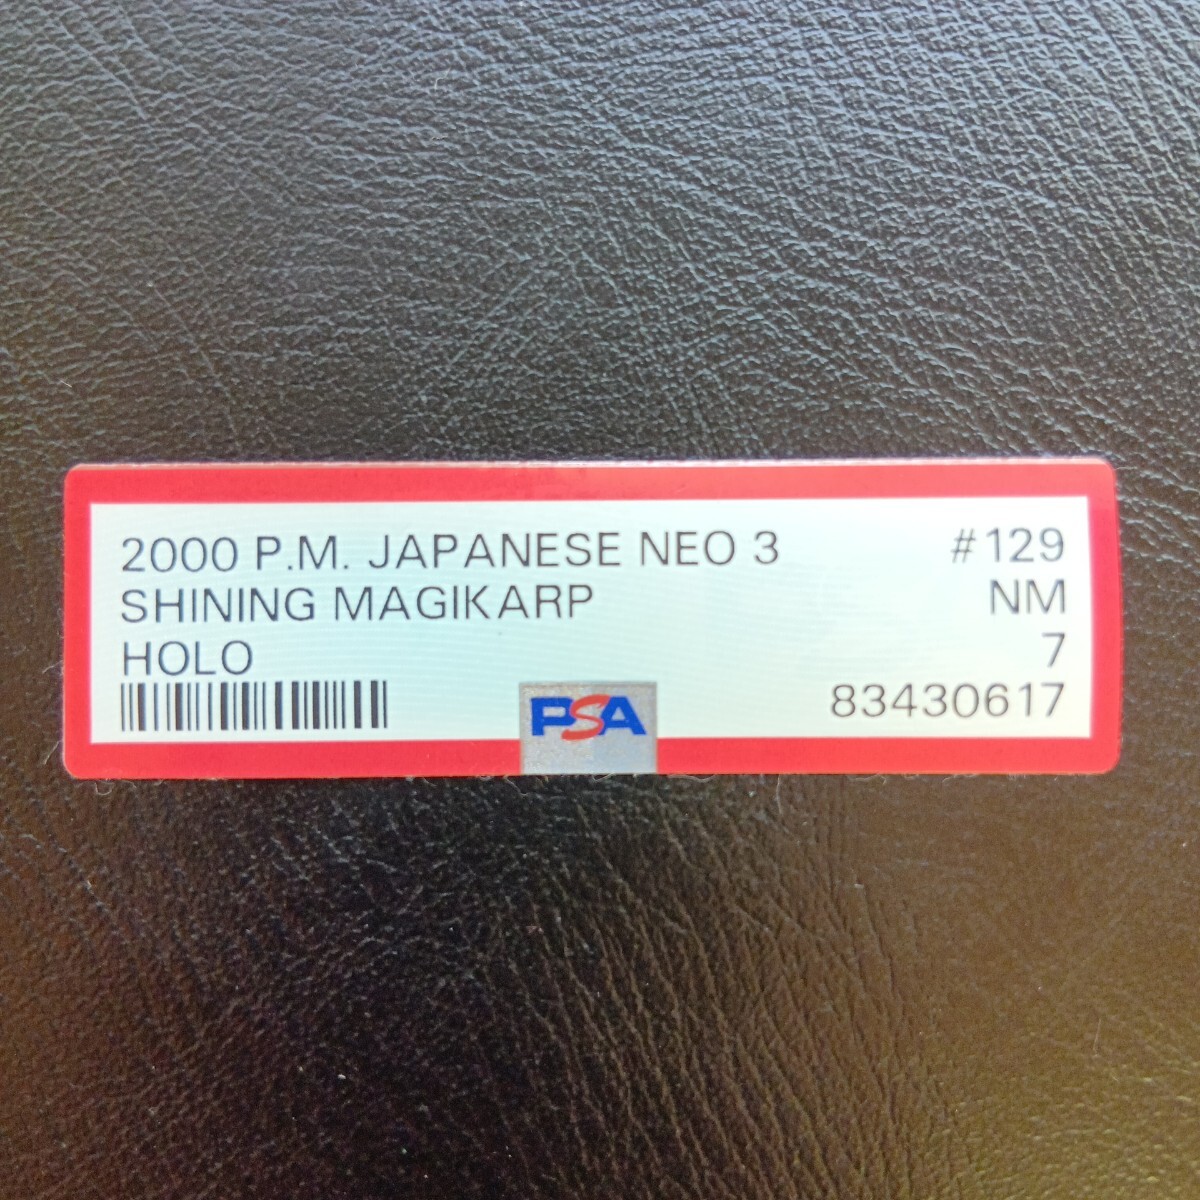 2000 P.M. JAPANESE NEO 3 #129
SHINING MAGIKARP NM
HOLO 7
PSA 83430617